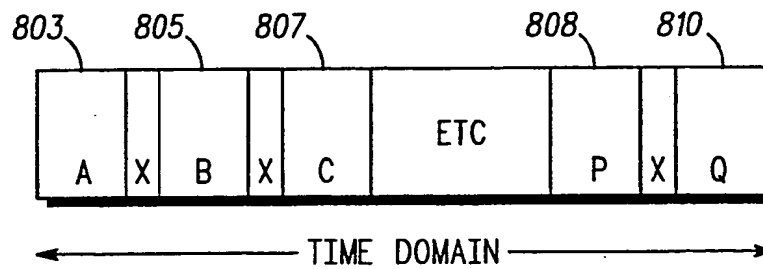 803 805 807 808 810
ETC
A X B X C P X Q
TIME DOMAIN